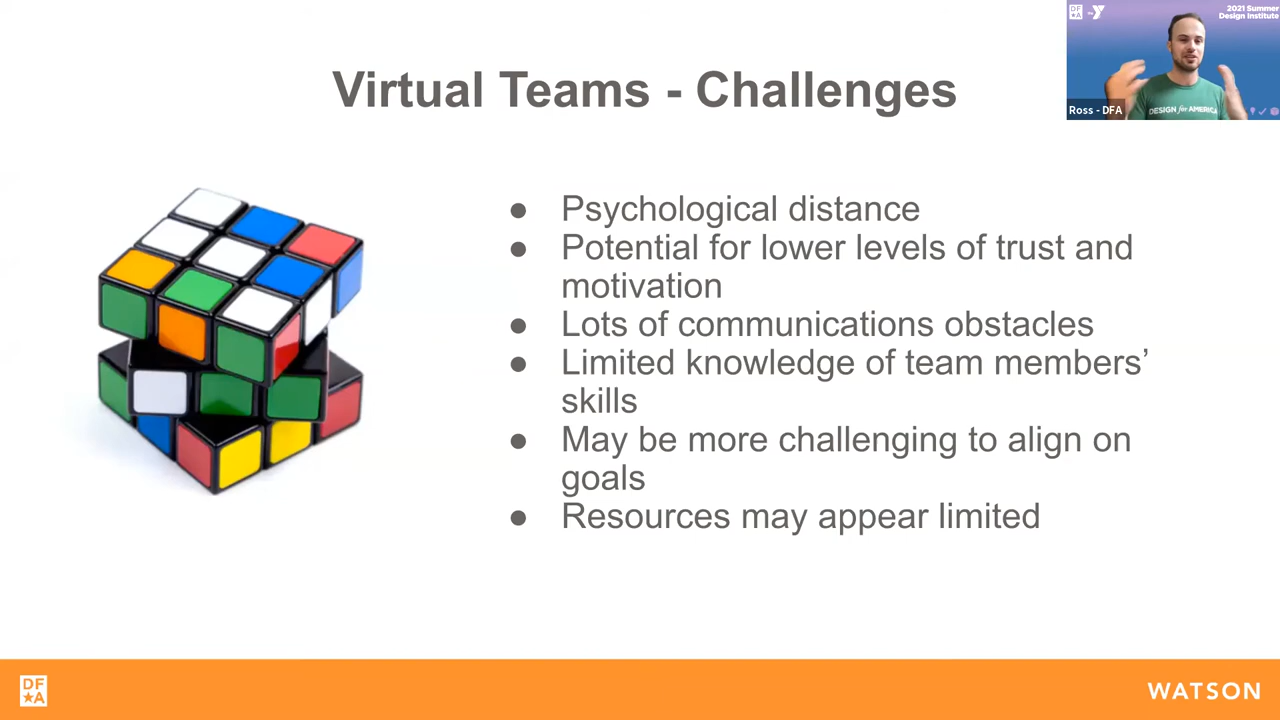 DF
★A
2021 Summer
Design Institute
DESIGN for AMERICA
Ross - DFA
Virtual Teams - Challenges
● Psychological distance
● Potential for lower levels of trust and
motivation
● Lots of communications obstacles
● Limited knowledge of team members’
skills
● May be more challenging to align on
goals
● Resources may appear limited
DF
★A
WATSON